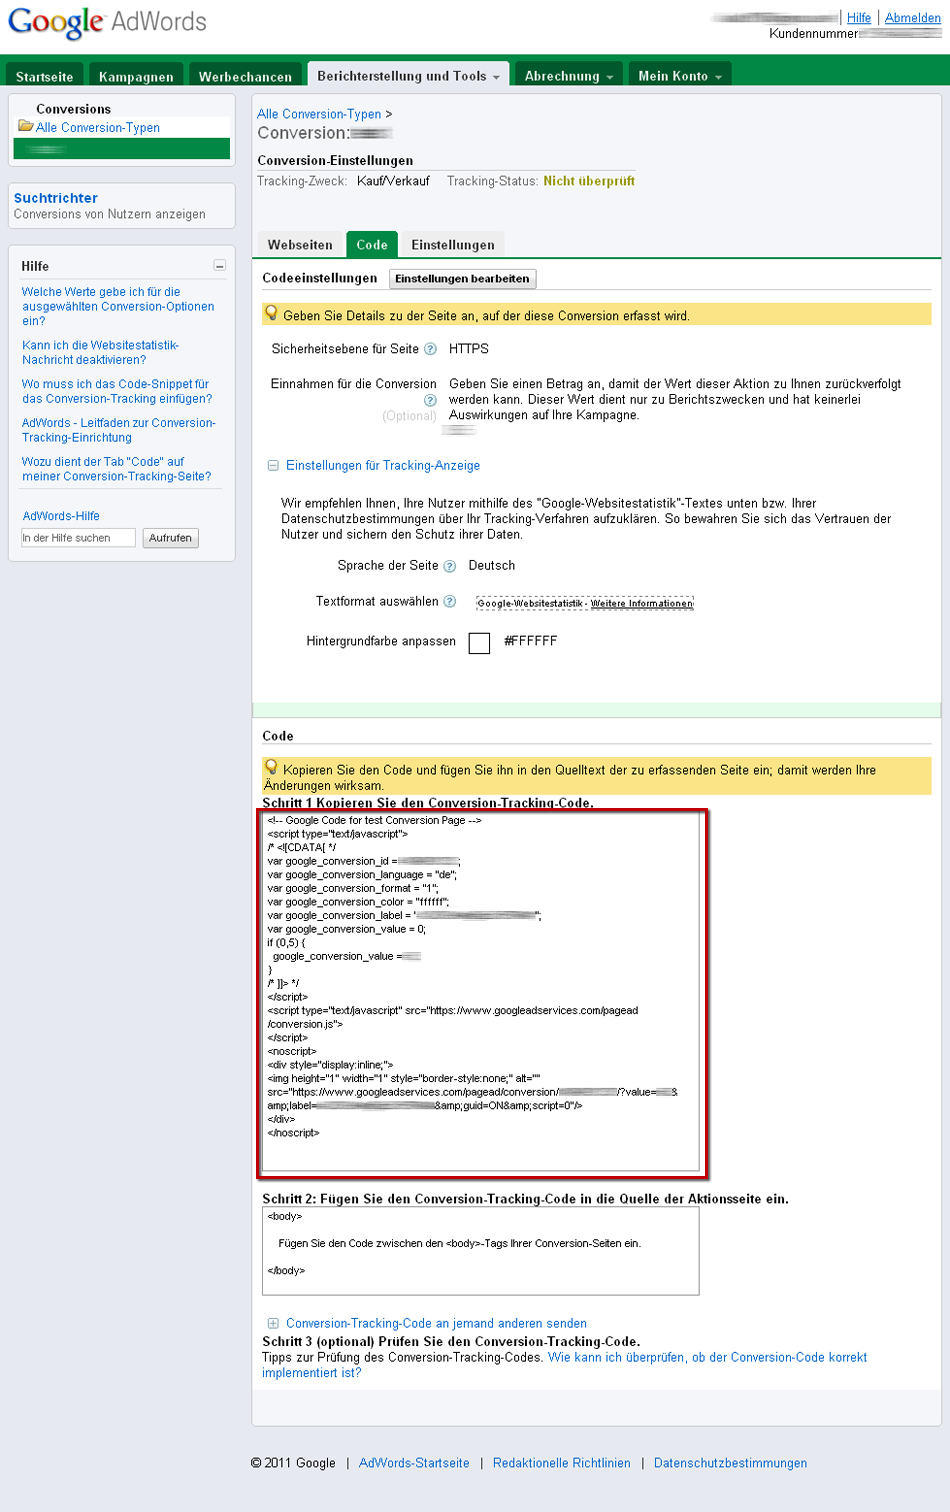 Google AdWords
Hilfe | Abmelden
Kundennummer
Startseite
Kampagnen
Werbechancen
Berichterstellung und Tools
Abrechnung
Mein Konto
Conversions
Alle Conversion-Typen
Suchtrichter
Conversions von Nutzern anzeigen
Hilfe
Welche Werte gebe ich für die
ausgewählten Conversion-Optionen
ein?
Kann ich die Websitestatistik-
Nachricht deaktivieren?
Wo muss ich das Code-Snippet für
das Conversion-Tracking einfügen?
AdWords - Leitfaden zur Conversion-
Tracking-Einrichtung
Wozu dient der Tab "Code" auf
meiner Conversion-Tracking-Seite?
AdWords-Hilfe
In der Hilfe suchen
Aufrufen
Alle Conversion-Typen >
Conversion:
Conversion-Einstellungen
Tracking-Zweck: Kauf/Verkauf Tracking-Status: Nicht überprüft
Webseiten
Code
Einstellungen
Codeeinstellungen Einstellungen bearbeiten
Geben Sie Details zu der Seite an, auf der diese Conversion erfasst wird.
Sicherheitsebene für Seite ? HTTPS
Einnahmen für die Conversion ? (Optional)
Geben Sie einen Betrag an, damit der Wert dieser Aktion zu Ihnen zurückverfolgt
werden kann. Dieser Wert dient nur zu Berichtszwecken und hat keinerlei
Auswirkungen auf Ihre Kampagne.
Einstellungen für Tracking-Anzeige
Wir empfehlen Ihnen, Ihre Nutzer mithilfe des "Google-Websitestatistik"-Textes unten bzw. Ihrer
Datenschutzbestimmungen über Ihr Tracking-Verfahren aufzuklären. So bewahren Sie sich das Vertrauen der
Nutzer und sichern den Schutz ihrer Daten.
Sprache der Seite ? Deutsch
Textformat auswählen ? Google-Websitestatistik - Weitere Informationen
Hintergrundfarbe anpassen #FFFFFF
Code
Kopieren Sie den Code und fügen Sie ihn in den Quelltext der zu erfassenden Seite ein; damit werden Ihre
Änderungen wirksam.
Schritt 1 Kopieren Sie den Conversion-Tracking-Code.
<!-- Google Code for test Conversion Page -->
<script type="text/javascript">
/* <![CDATA[ */
var google_conversion_id = ;
var google_conversion_language = "de";
var google_conversion_format = "1";
var google_conversion_color = "ffffff";
var google_conversion_label = " ";
var google_conversion_value = 0;
if (0,5) {
google_conversion_value =
}
/* ]]> */
</script>
<script type="text/javascript" src="https://www.googleadservices.com/pagead
/conversion.js">
</script>
<noscript>
<div style="display:inline;">
<img height="1" width="1" style="border-style:none;" alt=""
src="https://www.googleadservices.com/pagead/conversion/ /?value= &
amp;label= &amp;guid=ON&amp;script=0"/>
</div>
</noscript>
Schritt 2: Fügen Sie den Conversion-Tracking-Code in die Quelle der Aktionsseite ein.
<body>
Fügen Sie den Code zwischen den <body>-Tags Ihrer Conversion-Seiten ein.
</body>
Conversion-Tracking-Code an jemand anderen senden
Schritt 3 (optional) Prüfen Sie den Conversion-Tracking-Code.
Tipps zur Prüfung des Conversion-Tracking-Codes. Wie kann ich überprüfen, ob der Conversion-Code korrekt
implementiert ist?
© 2011 Google | AdWords-Startseite | Redaktionelle Richtlinien | Datenschutzbestimmungen